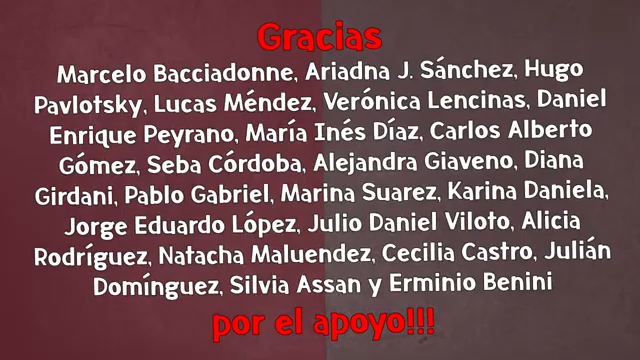 Gracias
Marcelo Bacciadonne, Ariadna J. Sánchez, Hugo
Pavlotsky, Lucas Méndez, Verónica Lencinas, Daniel
Enrique Peyrano, María Inés Díaz, Carlos Alberto
Gómez, Seba Córdoba, Alejandra Giaveno, Diana
Girdani, Pablo Gabriel, Marina Suarez, Karina Daniela,
Jorge Eduardo López, Julio Daniel Viloto, Alicia
Rodríguez, Natacha Maluendez, Cecilia Castro, Julián
Domínguez, Silvia Assan y Erminio Benini
por el apoyo!!!